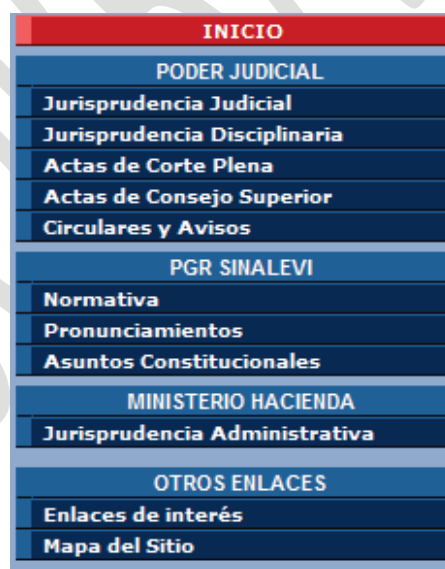 INICIO
PODER JUDICIAL
Jurisprudencia Judicial
Jurisprudencia Disciplinaria
Actas de Corte Plena
Actas de Consejo Superior
Circulares y Avisos
PGR SINALEVI
Normativa
Pronunciamientos
Asuntos Constitucionales
MINISTERIO HACIENDA
Jurisprudencia Administrativa
OTROS ENLACES
Enlaces de interés
Mapa del Sitio